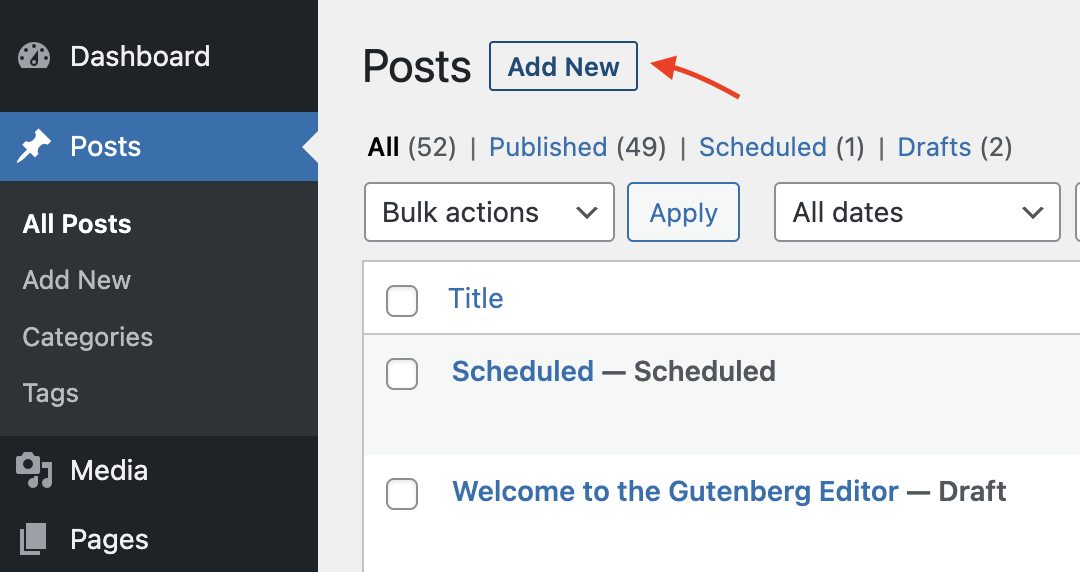 Dashboard
Posts
All Posts
Add New
Categories
Tags
Media
Pages
Posts Add New
All (52) | Published (49) | Scheduled (1) | Drafts (2)
Bulk actions Apply All dates
Title
Scheduled — Scheduled
Welcome to the Gutenberg Editor — Draft